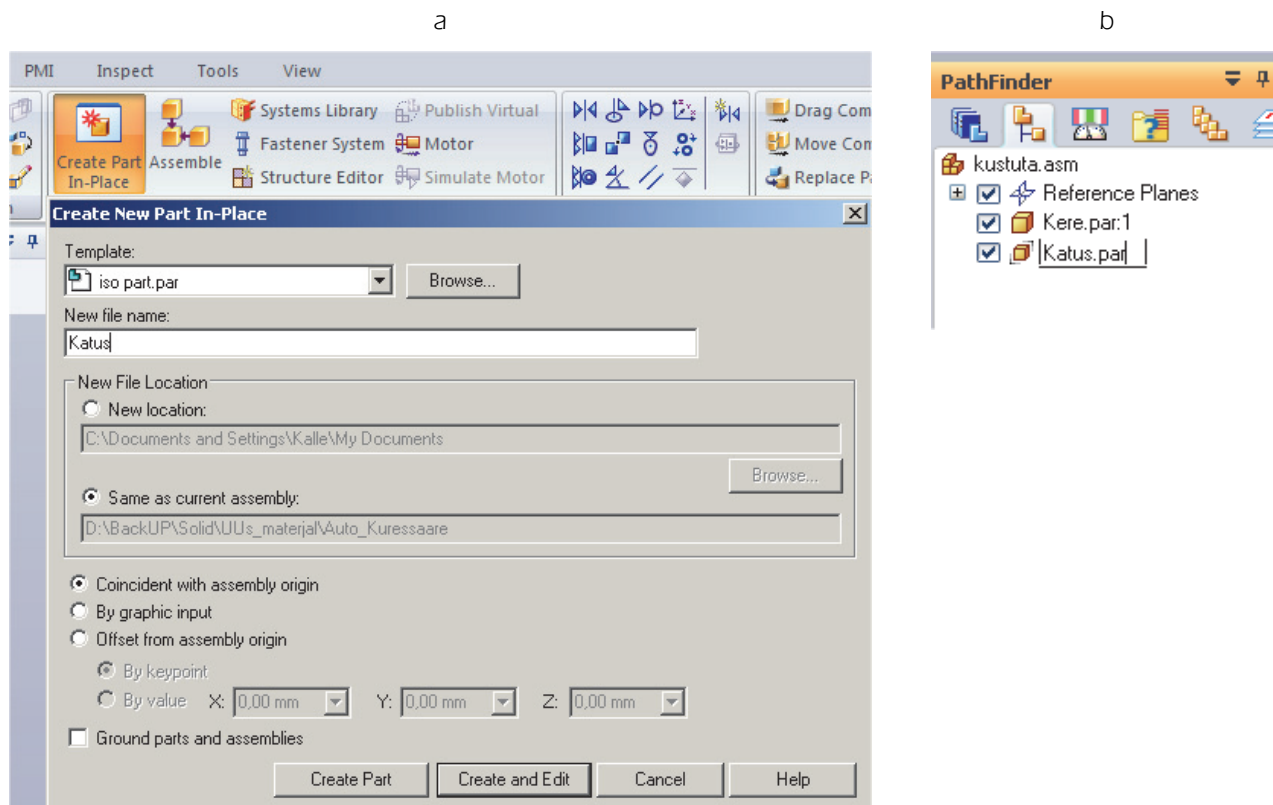 a
b
PMI Inspect Tools View
Create Part In-Place
Assemble
Systems Library Publish Virtual
Fastener System Motor
Structure Editor Simulate Motor
Drag Com
Move Com
Replace Pa
Create New Part In-Place
Template:
iso part.par Browse...
New file name:
Katus
New File Location
New location:
C:\Documents and Settings\Kalle\My Documents
Browse...
Same as current assembly:
D:\BackUP\Solid\UUs_materjal\Auto_Kuressaare
Coincident with assembly origin
By graphic input
Offset from assembly origin
By keypoint
By value X: 0,00 mm Y: 0,00 mm Z: 0,00 mm
Ground parts and assemblies
Create Part Create and Edit Cancel Help
PathFinder
kustuta.asm
Reference Planes
Kere.par:1
Katus.par